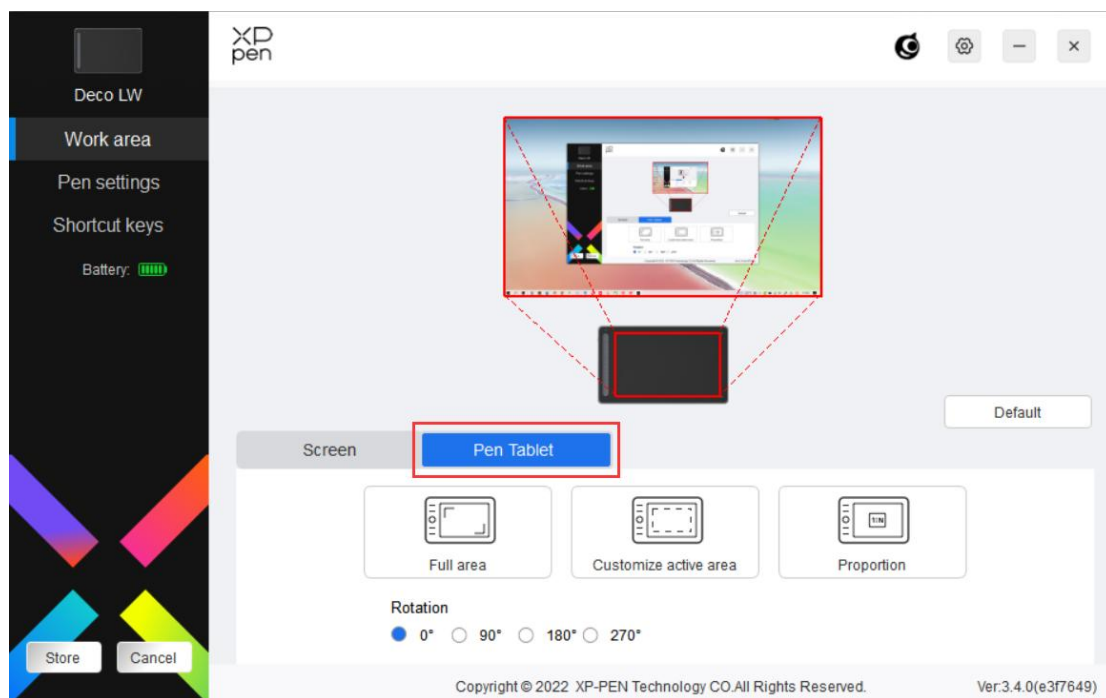 XP
pen
Deco LW
Work area
Pen settings
Shortcut keys
Battery:
Default
Screen
Pen Tablet
Full area
Customize active area
Proportion
Rotation
0° 90° 180° 270°
Store
Cancel
Copyright © 2022 XP-PEN Technology CO.All Rights Reserved.
Ver:3.4.0(e3f7649)